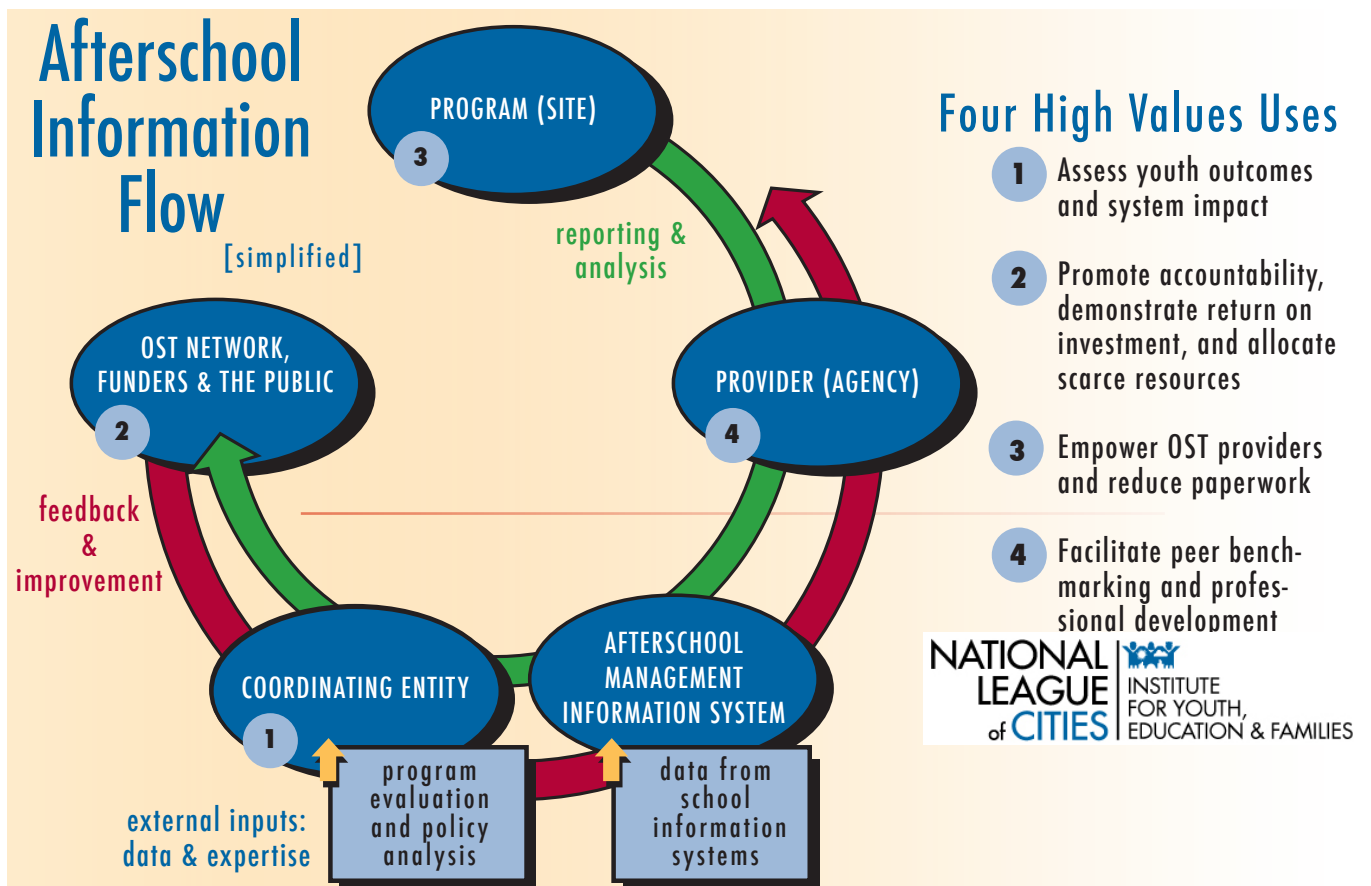 Afterschool
Information
Flow
[simplified]
PROGRAM (SITE)
3
reporting &
analysis
OST NETWORK,
FUNDERS & THE PUBLIC
2
PROVIDER (AGENCY)
4
feedback
&
improvement
COORDINATING ENTITY
1
AFTERSCHOOL
MANAGEMENT
INFORMATION SYSTEM
external inputs:
data & expertise
program
evaluation
and policy
analysis
data from
school
information
systems
Four High Values Uses
1 Assess youth outcomes
and system impact
2 Promote accountability,
demonstrate return on
investment, and allocate
scarce resources
3 Empower OST providers
and reduce paperwork
4 Facilitate peer bench-
marking and profes-
sional development
NATIONAL
LEAGUE
of CITIES
INSTITUTE
FOR YOUTH,
EDUCATION & FAMILIES